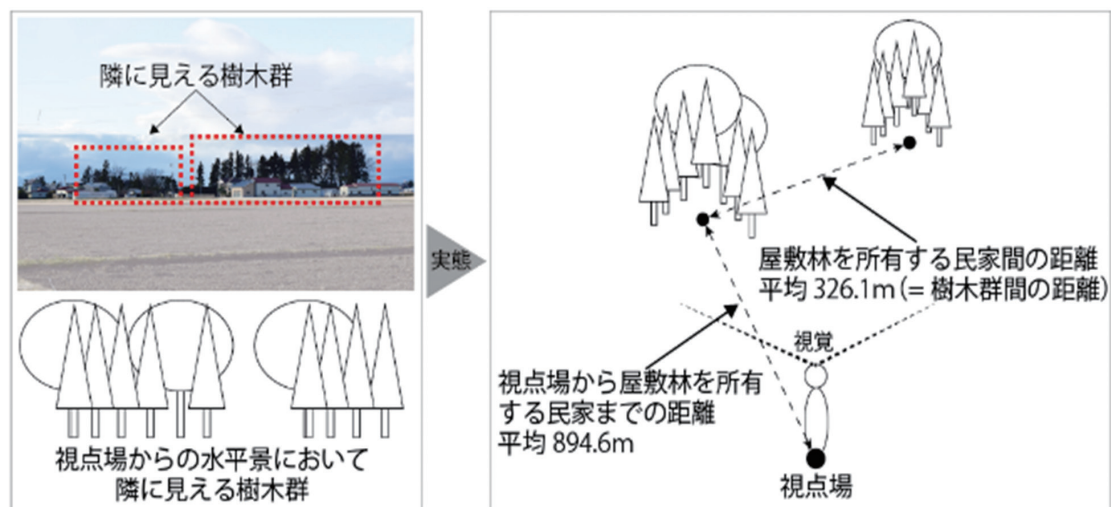 隣に見える樹木群
視点場からの水平景において
隣に見える樹木群
実態
屋敷林を所有する民家間の距離
平均 326.1m (= 樹木群間の距離)
視覚
視点場から屋敷林を所有
する民家までの距離
平均 894.6m
視点場